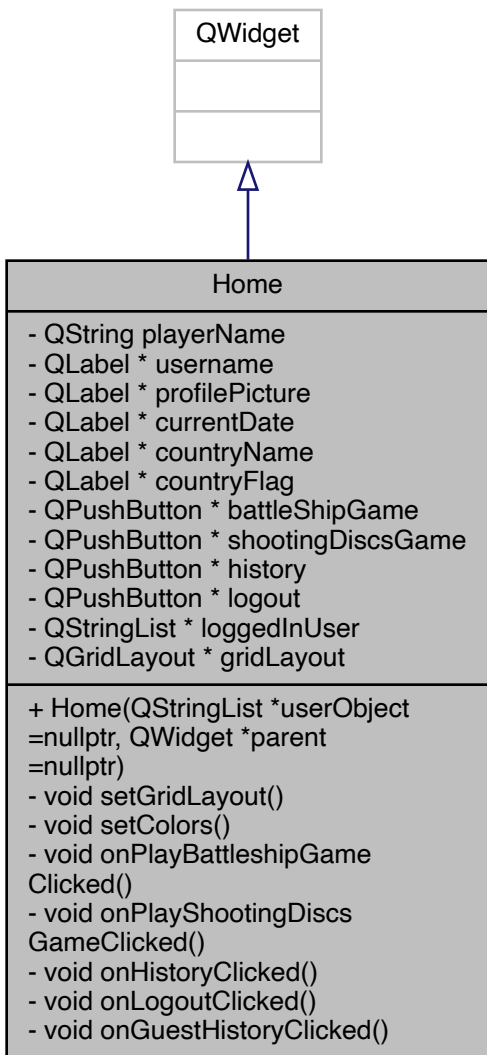 QWidget
Home
- QString playerName
- QLabel * username
- QLabel * profilePicture
- QLabel * currentDate
- QLabel * countryName
- QLabel * countryFlag
- QPushButton * battleShipGame
- QPushButton * shootingDiscsGame
- QPushButton * history
- QPushButton * logout
- QStringList * loggedInUser
- QGridLayout * gridLayout
+ Home(QStringList *userObject
=nullptr, QWidget *parent
=nullptr)
- void setGridLayout()
- void setColors()
- void onPlayBattleshipGame
Clicked()
- void onPlayShootingDiscs
GameClicked()
- void onHistoryClicked()
- void onLogoutClicked()
- void onGuestHistoryClicked()